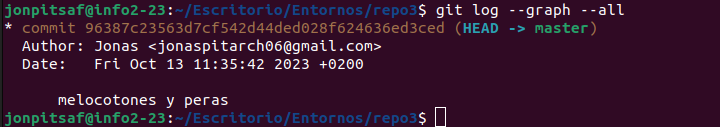 jonpitsaf@info2-23:~/Escritorio/Entornos/repo3$ git log --graph --all
* commit 96387c23563d7cf542d44ded028f624636ed3ced (HEAD -> master)
Author: Jonas <jonaspitarch06@gmail.com>
Date:   Fri Oct 13 11:35:42 2023 +0200
melocotones y peras
jonpitsaf@info2-23:~/Escritorio/Entornos/repo3$